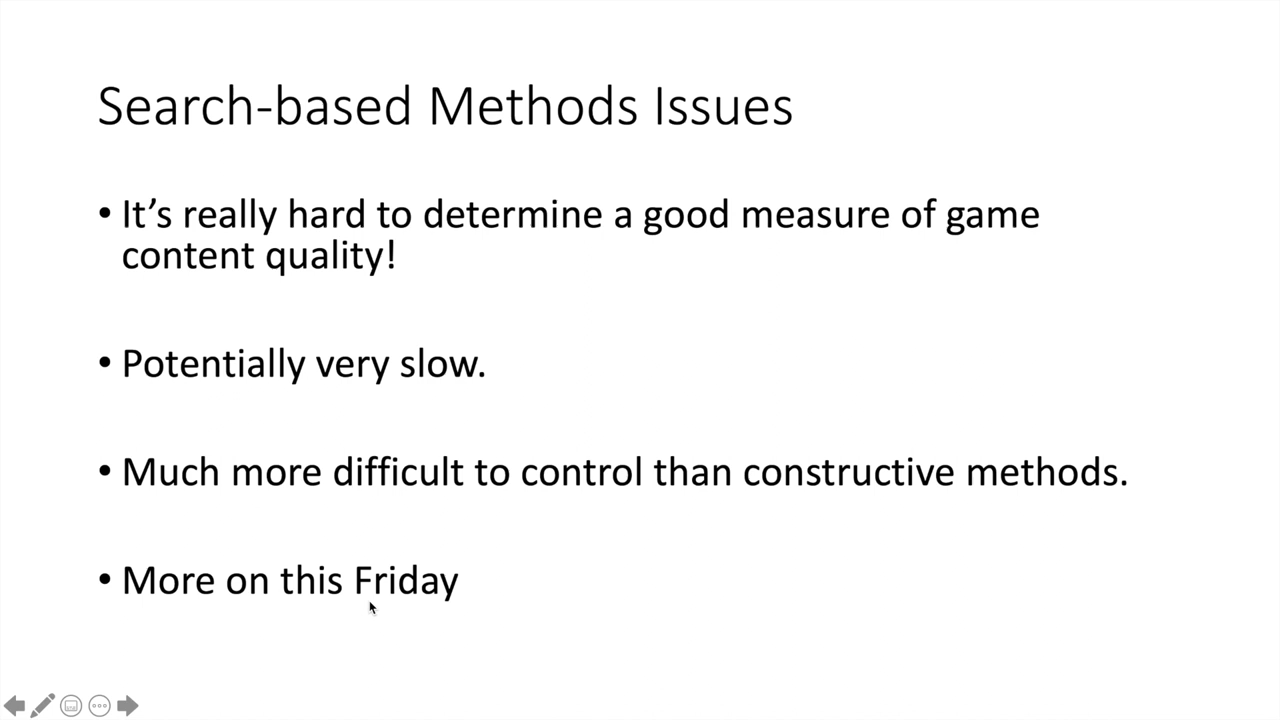 Search-based Methods Issues
• It’s really hard to determine a good measure of game
content quality!
• Potentially very slow.
• Much more difficult to control than constructive methods.
• More on this Friday